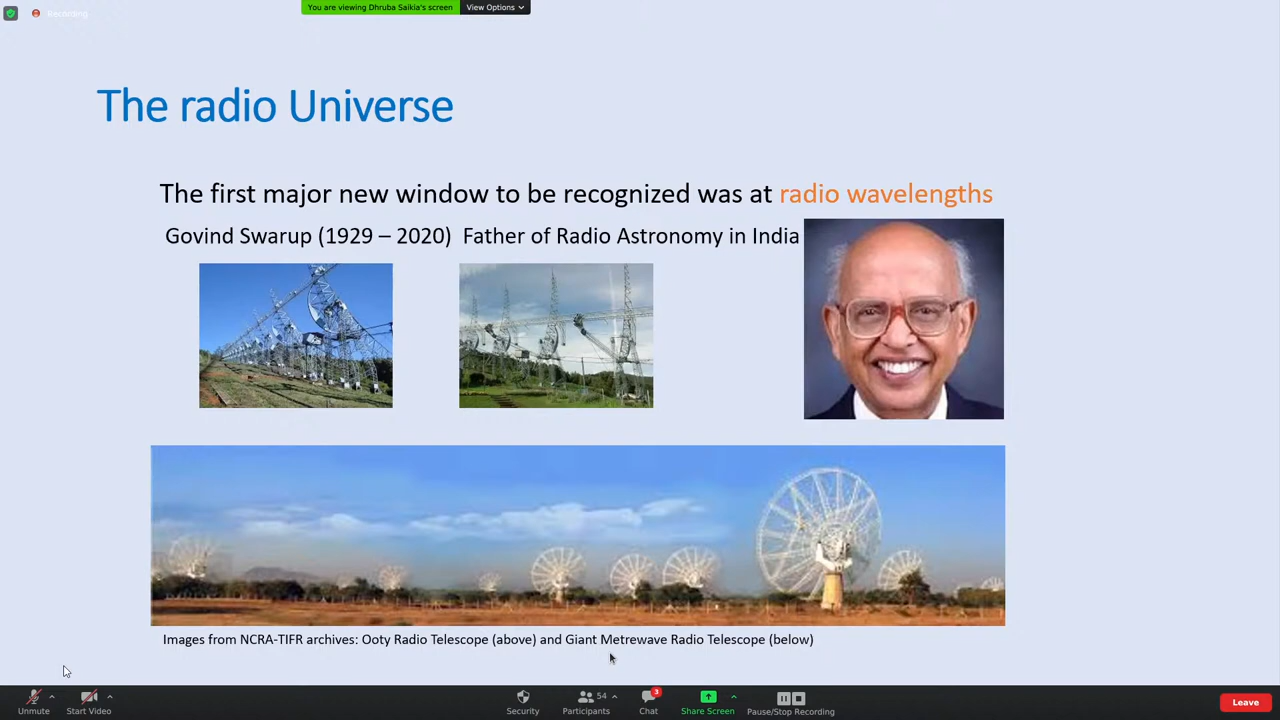 Recording
You are viewing Dhruba Saikia's screen
View Options
The radio Universe
The first major new window to be recognized was at radio wavelengths
Govind Swarup (1929 – 2020) Father of Radio Astronomy in India
Images from NCRA-TIFR archives: Ooty Radio Telescope (above) and Giant Metrewave Radio Telescope (below)
Unmute
Start Video
Security
54
Participants
3
Chat
Share Screen
Pause/Stop Recording
Leave